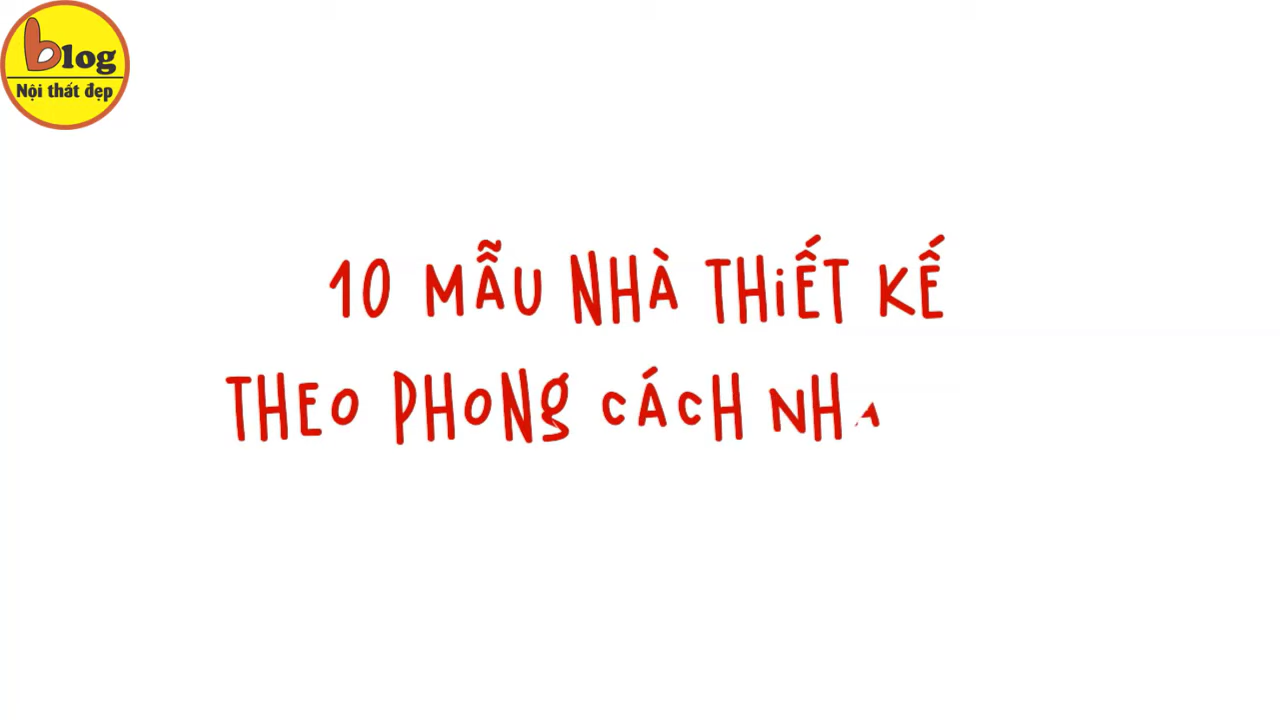 blog
Nội thất đẹp
10 MẪU NHÀ THIẾT KẾ
THEO PHONG CÁCH